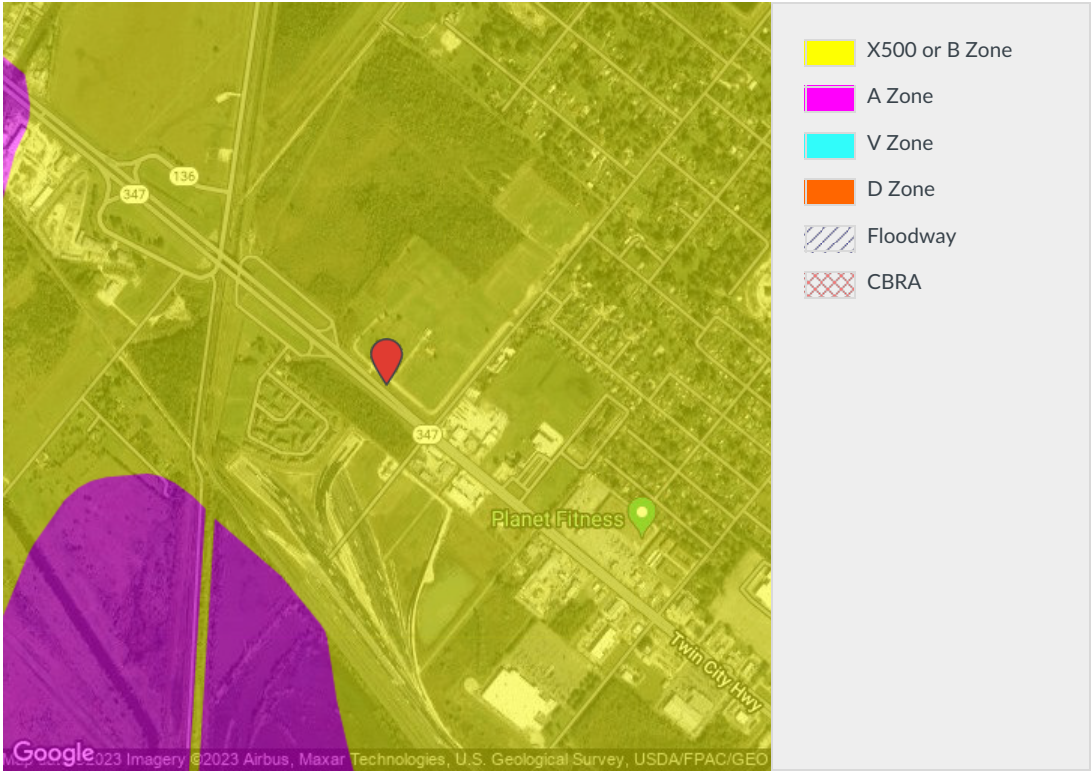 X500 or B Zone
A Zone
V Zone
D Zone
Floodway
CBRA
136
347
347
Planet Fitness
Twin City Hwy
Google
2023 Imagery ©2023 Airbus, Maxar Technologies, U.S. Geological Survey, USDA/FPAC/GEO